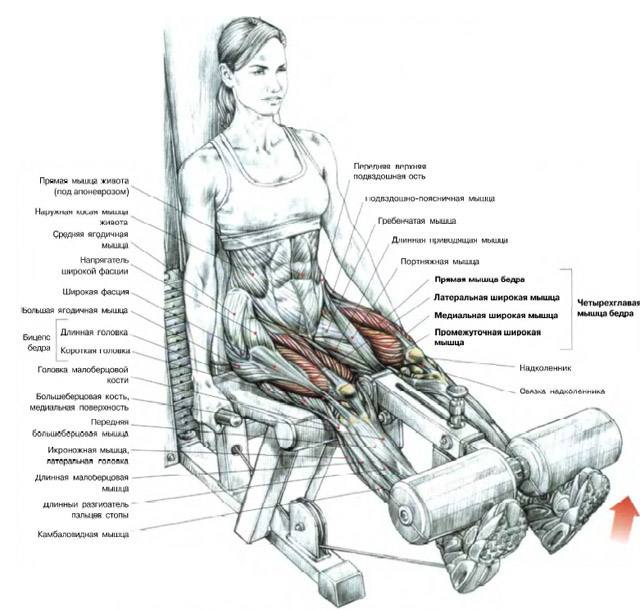 Прямая мышца живота
(под апоневрозом)
Наружная косая мышца
живота
Средняя ягодичная
мышца
Напрягатель
широкой фасции
Широкая фасция
Большая ягодичная мышца
Бицепс
бедра
Длинная головка
Короткая головка
Головка малоберцовой
кости
Большеберцовая кость,
медиальная поверхность
Передняя
большеберцовая мышца
Икроножная мышца,
латеральная головка
Длинная малоберцовая
мышца
Длинный разгибатель
пальцев стопы
Камбаловидная мышца
Передняя верхняя
подвздошная ость
Подвздошно-поясничная мышца
Гребенчатая мышца
Длинная приводящая мышца
Портняжная мышца
Прямая мышца бедра
Латеральная широкая мышца
Медиальная широкая мышца
Промежуточная широкая
мышца
Четырехглавая
мышца бедра
Надколенник
Связка надколенника